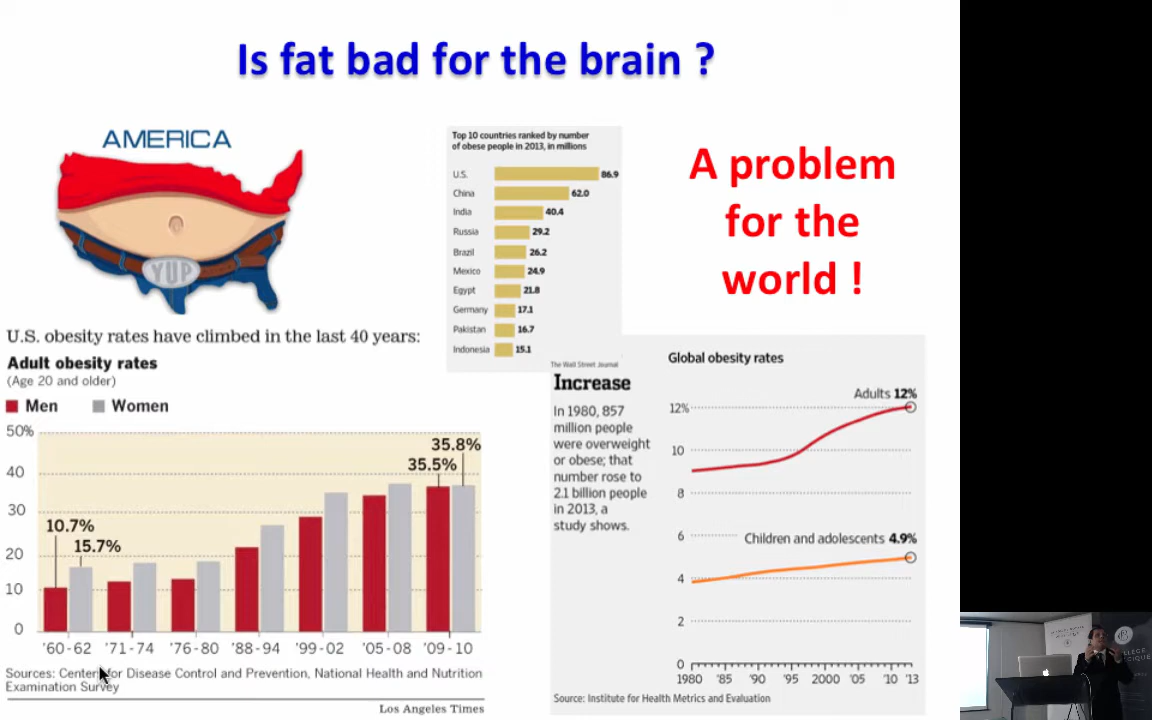 Is fat bad for the brain ?
AMERICA
YUP
Top 10 countries ranked by number
of obese people in 2013, in millions
U.S. 86.9
China 62.0
India 40.4
Russia 29.2
Brazil 26.2
Mexico 24.9
Egypt 21.8
Germany 17.1
Pakistan 16.7
Indonesia 15.1
The Wall Street Journal
A problem
for the
world !
U.S. obesity rates have climbed in the last 40 years:
Adult obesity rates
(Age 20 and older)
Men Women
50%
40
30
20
10
0
10.7%
15.7%
35.8%
35.5%
'60-62 '71-74 '76-80 '88-94 '99-02 '05-08 '09-10
Sources: Centers for Disease Control and Prevention, National Health and Nutrition
Examination Survey
Los Angeles Times
Increase
In 1980, 857
million people
were overweight
or obese; that
number rose to
2.1 billion people
in 2013, a
study shows.
Global obesity rates
Adults 12%
12%
10
8
6
Children and adolescents 4.9%
4
2
0
1980 '85 '90 '95 2000 '05 '10 '13
Source: Institute for Health Metrics and Evaluation